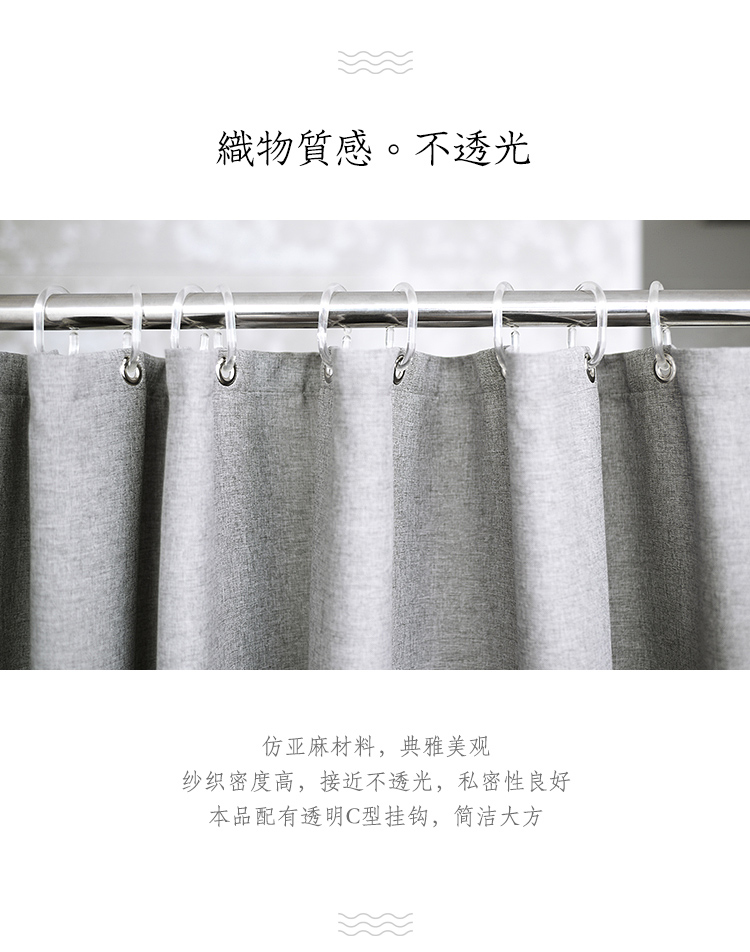 織物質感。不透光
仿亚麻材料，典雅美观
纱织密度高，接近不透光，私密性良好
本品配有透明C型挂钩，简洁大方